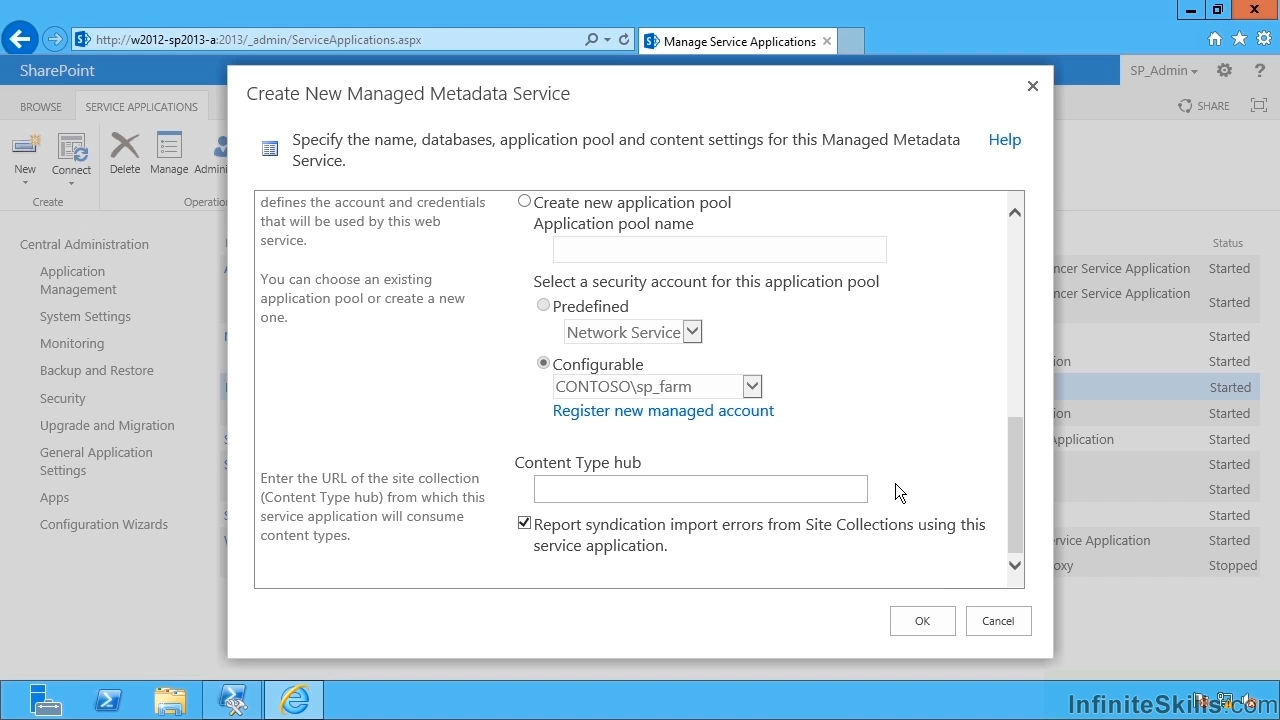 http://w2012-sp2013-a:2013/_admin/ServiceApplications.aspx
Manage Service Applications
SharePoint
SP_Admin
?
BROWSE
SERVICE APPLICATIONS
SHARE
New
Connect
Delete
Manage
Create
Central Administration
Application
Management
System Settings
Monitoring
Backup and Restore
Security
Upgrade and Migration
General Application
Settings
Apps
Configuration Wizards
Create New Managed Metadata Service
Specify the name, databases, application pool and content settings for this Managed Metadata
Service.
Help
defines the account and credentials
that will be used by this web
service.
You can choose an existing
application pool or create a new
one.
Create new application pool
Application pool name
Select a security account for this application pool
Predefined
Network Service
Configurable
CONTOSO\sp_farm
Register new managed account
Enter the URL of the site collection
(Content Type hub) from which this
service application will consume
content types.
Content Type hub
Report syndication import errors from Site Collections using this
service application.
OK
Cancel
Status
Service Application Started
Service Application
Started
Started
Started
Started
Started
Application Started
Started
Started
Started
Service Application Started
Stopped
InfiniteSkills.com